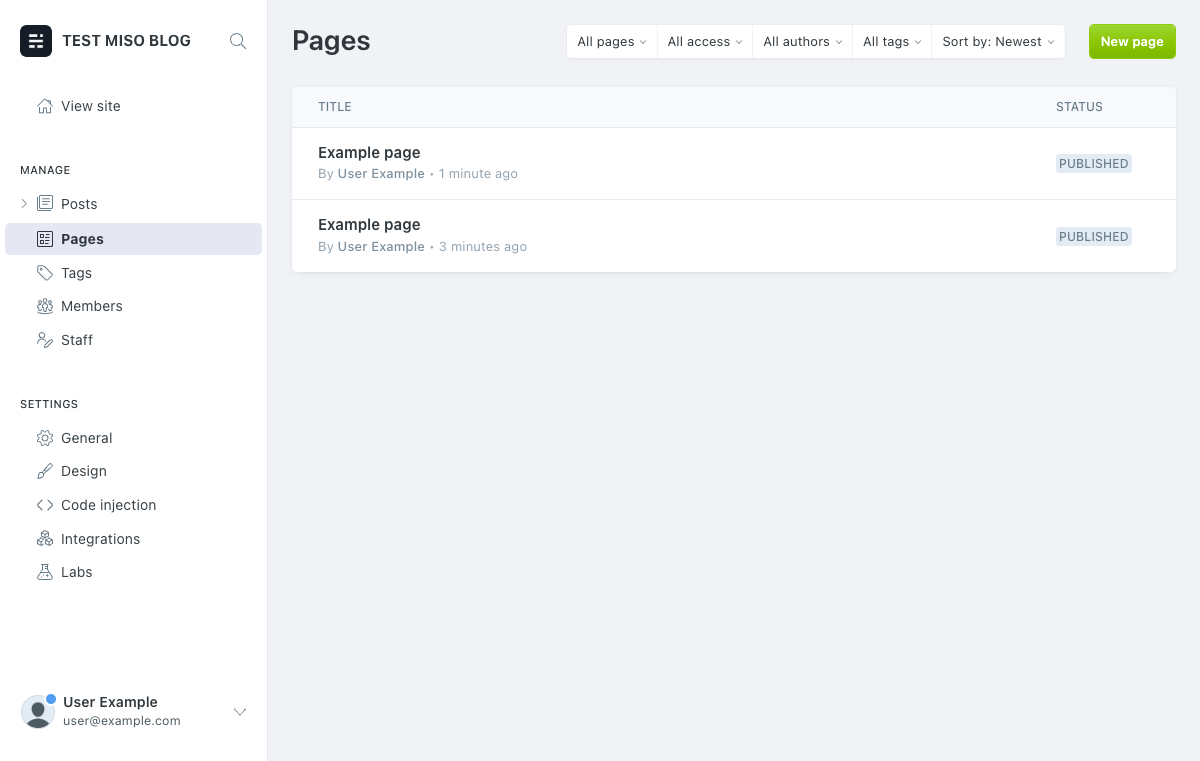 TEST MISO BLOG
View site
MANAGE
Posts
Pages
Tags
Members
Staff
SETTINGS
General
Design
Code injection
Integrations
Labs
User Example
user@example.com
Pages
All pages
All access
All authors
All tags
Sort by: Newest
New page
TITLE STATUS
Example page
By User Example • 1 minute ago
PUBLISHED
Example page
By User Example • 3 minutes ago
PUBLISHED